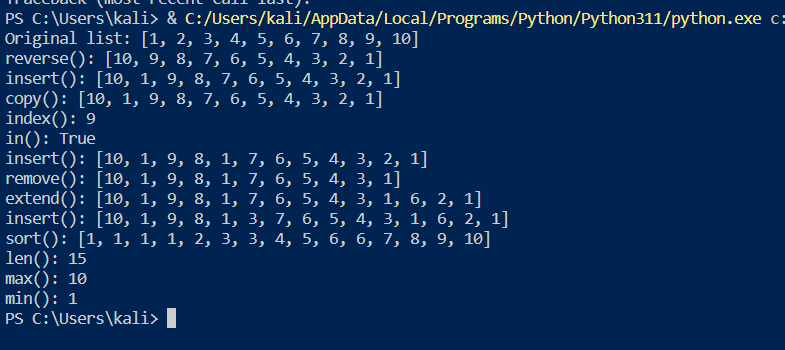 Traceback (most recent call last):
PS C:\Users\kali> & C:/Users/kali/AppData/Local/Programs/Python/Python311/python.exe c:
Original list: [1, 2, 3, 4, 5, 6, 7, 8, 9, 10]
reverse(): [10, 9, 8, 7, 6, 5, 4, 3, 2, 1]
insert(): [10, 1, 9, 8, 7, 6, 5, 4, 3, 2, 1]
copy(): [10, 1, 9, 8, 7, 6, 5, 4, 3, 2, 1]
index(): 9
in(): True
insert(): [10, 1, 9, 8, 1, 7, 6, 5, 4, 3, 2, 1]
remove(): [10, 1, 9, 8, 1, 7, 6, 5, 4, 3, 1]
extend(): [10, 1, 9, 8, 1, 7, 6, 5, 4, 3, 1, 6, 2, 1]
insert(): [10, 1, 9, 8, 1, 3, 7, 6, 5, 4, 3, 1, 6, 2, 1]
sort(): [1, 1, 1, 1, 2, 3, 3, 4, 5, 6, 6, 7, 8, 9, 10]
len(): 15
max(): 10
min(): 1
PS C:\Users\kali>